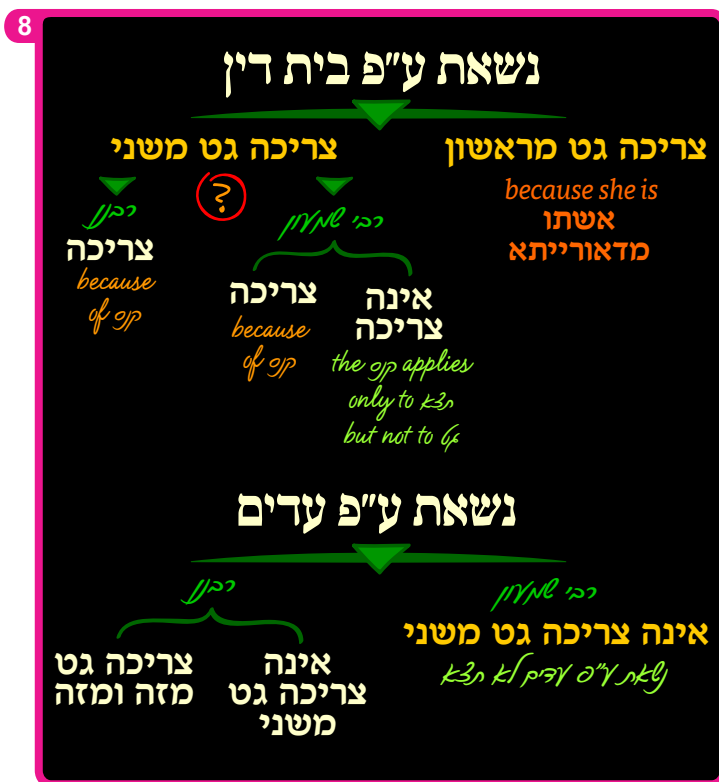 8
נשאת ע״פ בית דין
צריכה גט מראשון
because she is
אשתו
מדאורייתא
צריכה גט משני
?
רבי שמעון
אינה
צריכה
the קנס applies
only to תצא
but not to גט
צריכה
because
of קנס
רבנן
צריכה
because
of קנס
נשאת ע״פ עדים
רבי שמעון
אינה צריכה גט משני
נשאת ע״פ עדים לא תצא
רבנן
אינה
צריכה גט
משני
צריכה גט
מזה ומזה